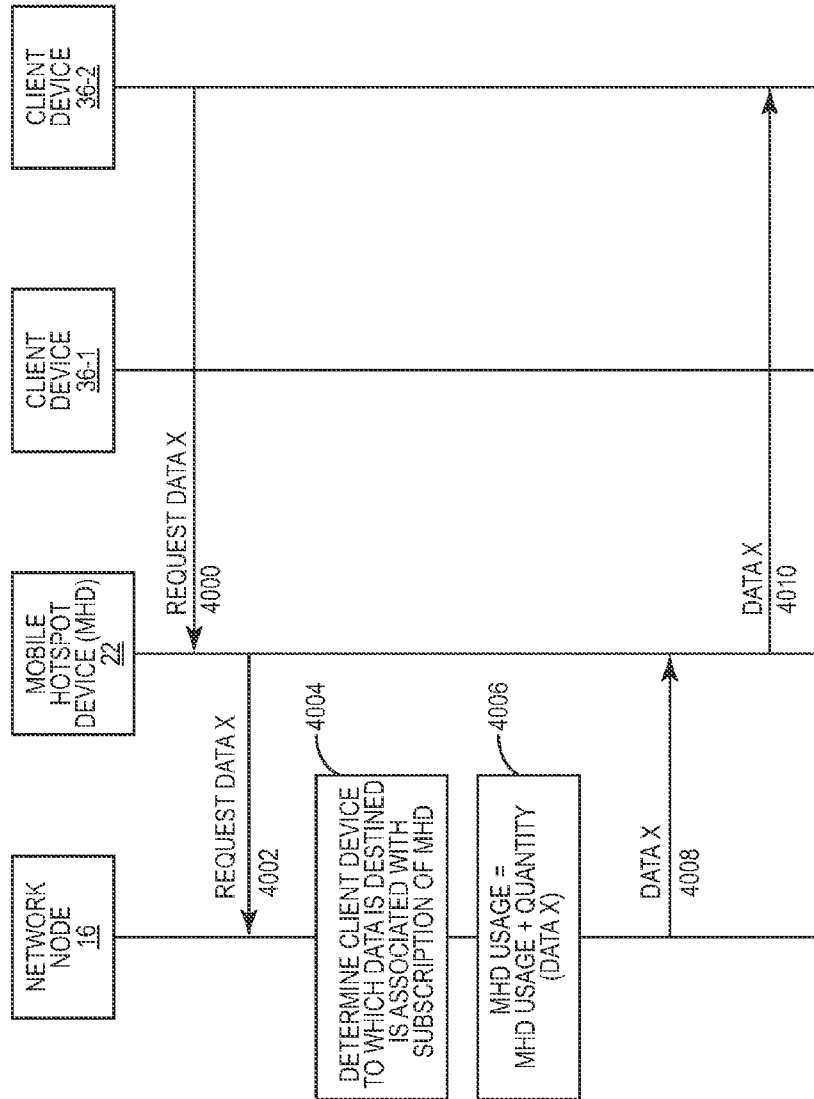 NETWORK
NODE
16
MOBILE
HOTSPOT
DEVICE (MHD)
22
CLIENT
DEVICE
36-1
CLIENT
DEVICE
36-2
REQUEST DATA X
4000
REQUEST DATA X
4002
DETERMINE CLIENT DEVICE
TO WHICH DATA IS DESTINED
IS ASSOCIATED WITH
SUBSCRIPTION OF MHD
4004
MHD USAGE =
MHD USAGE + QUANTITY
(DATA X)
4006
DATA X
4008
DATA X
4010